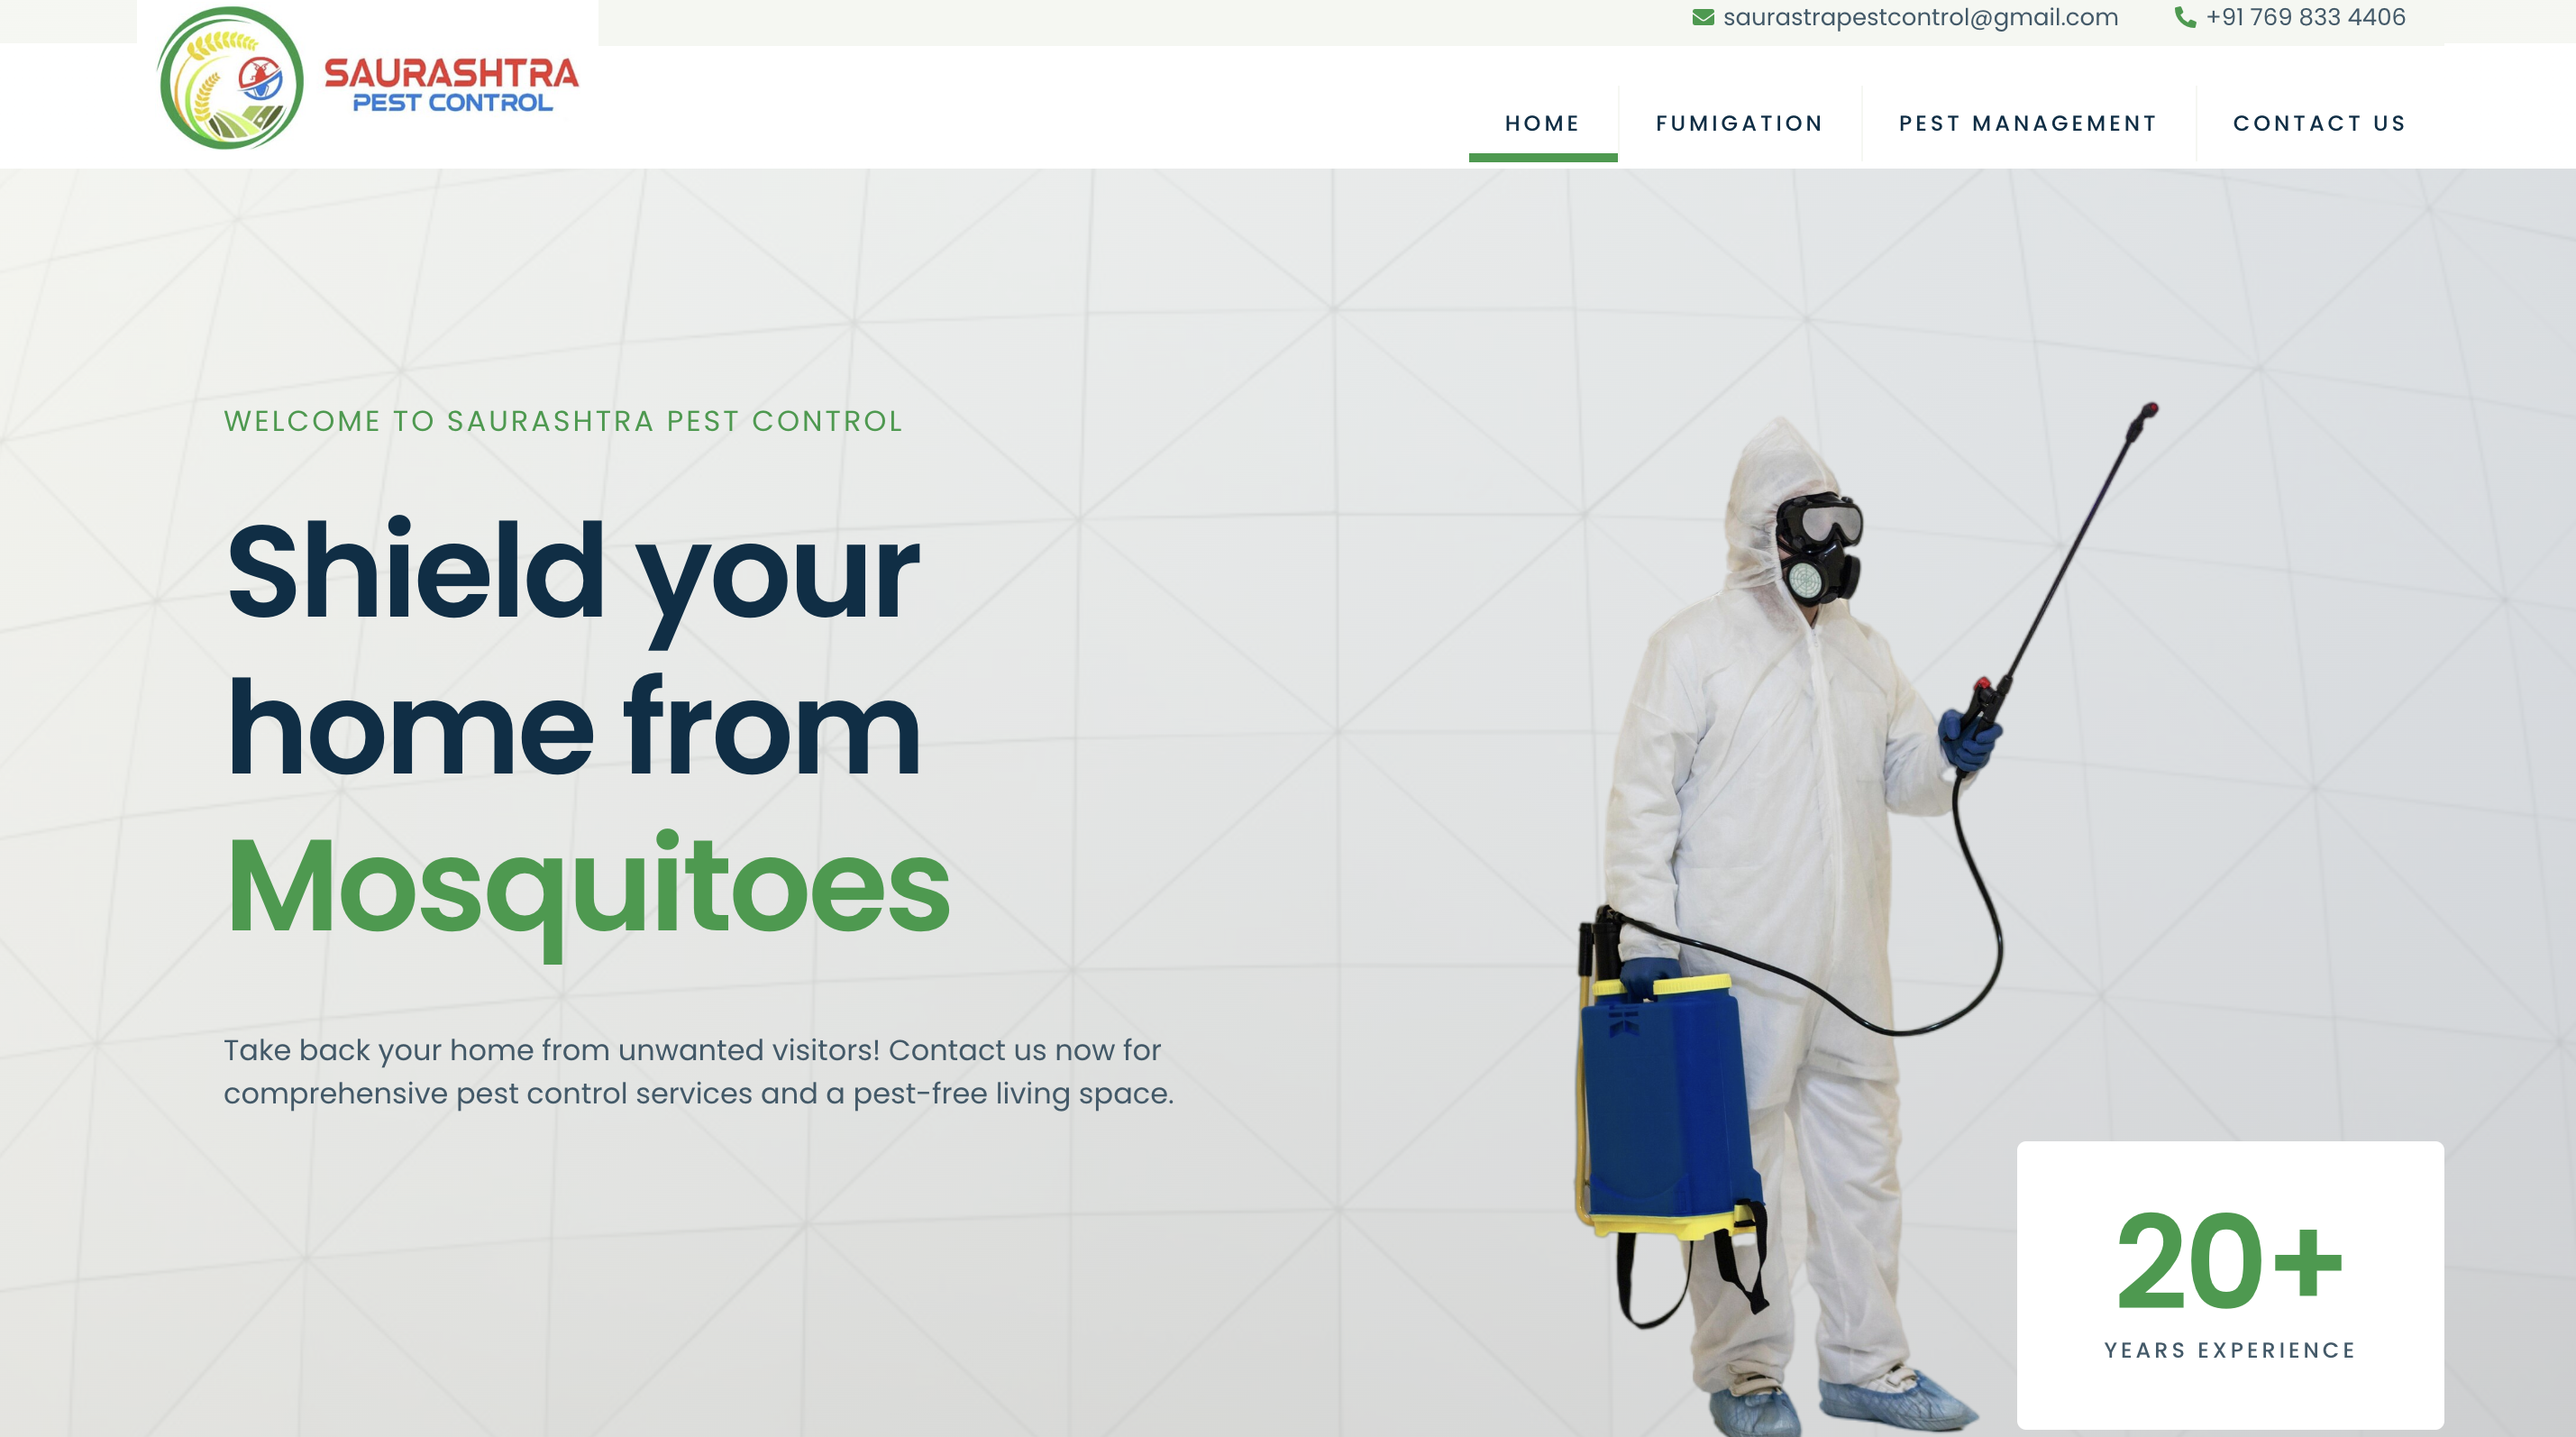 saurastrapestcontrol@gmail.com
+91 769 833 4406
SAURASHTRA
PEST CONTROL
HOME
FUMIGATION
PEST MANAGEMENT
CONTACT US
WELCOME TO SAURASHTRA PEST CONTROL
Shield your
home from
Mosquitoes
Take back your home from unwanted visitors! Contact us now for
comprehensive pest control services and a pest-free living space.
20+
YEARS EXPERIENCE